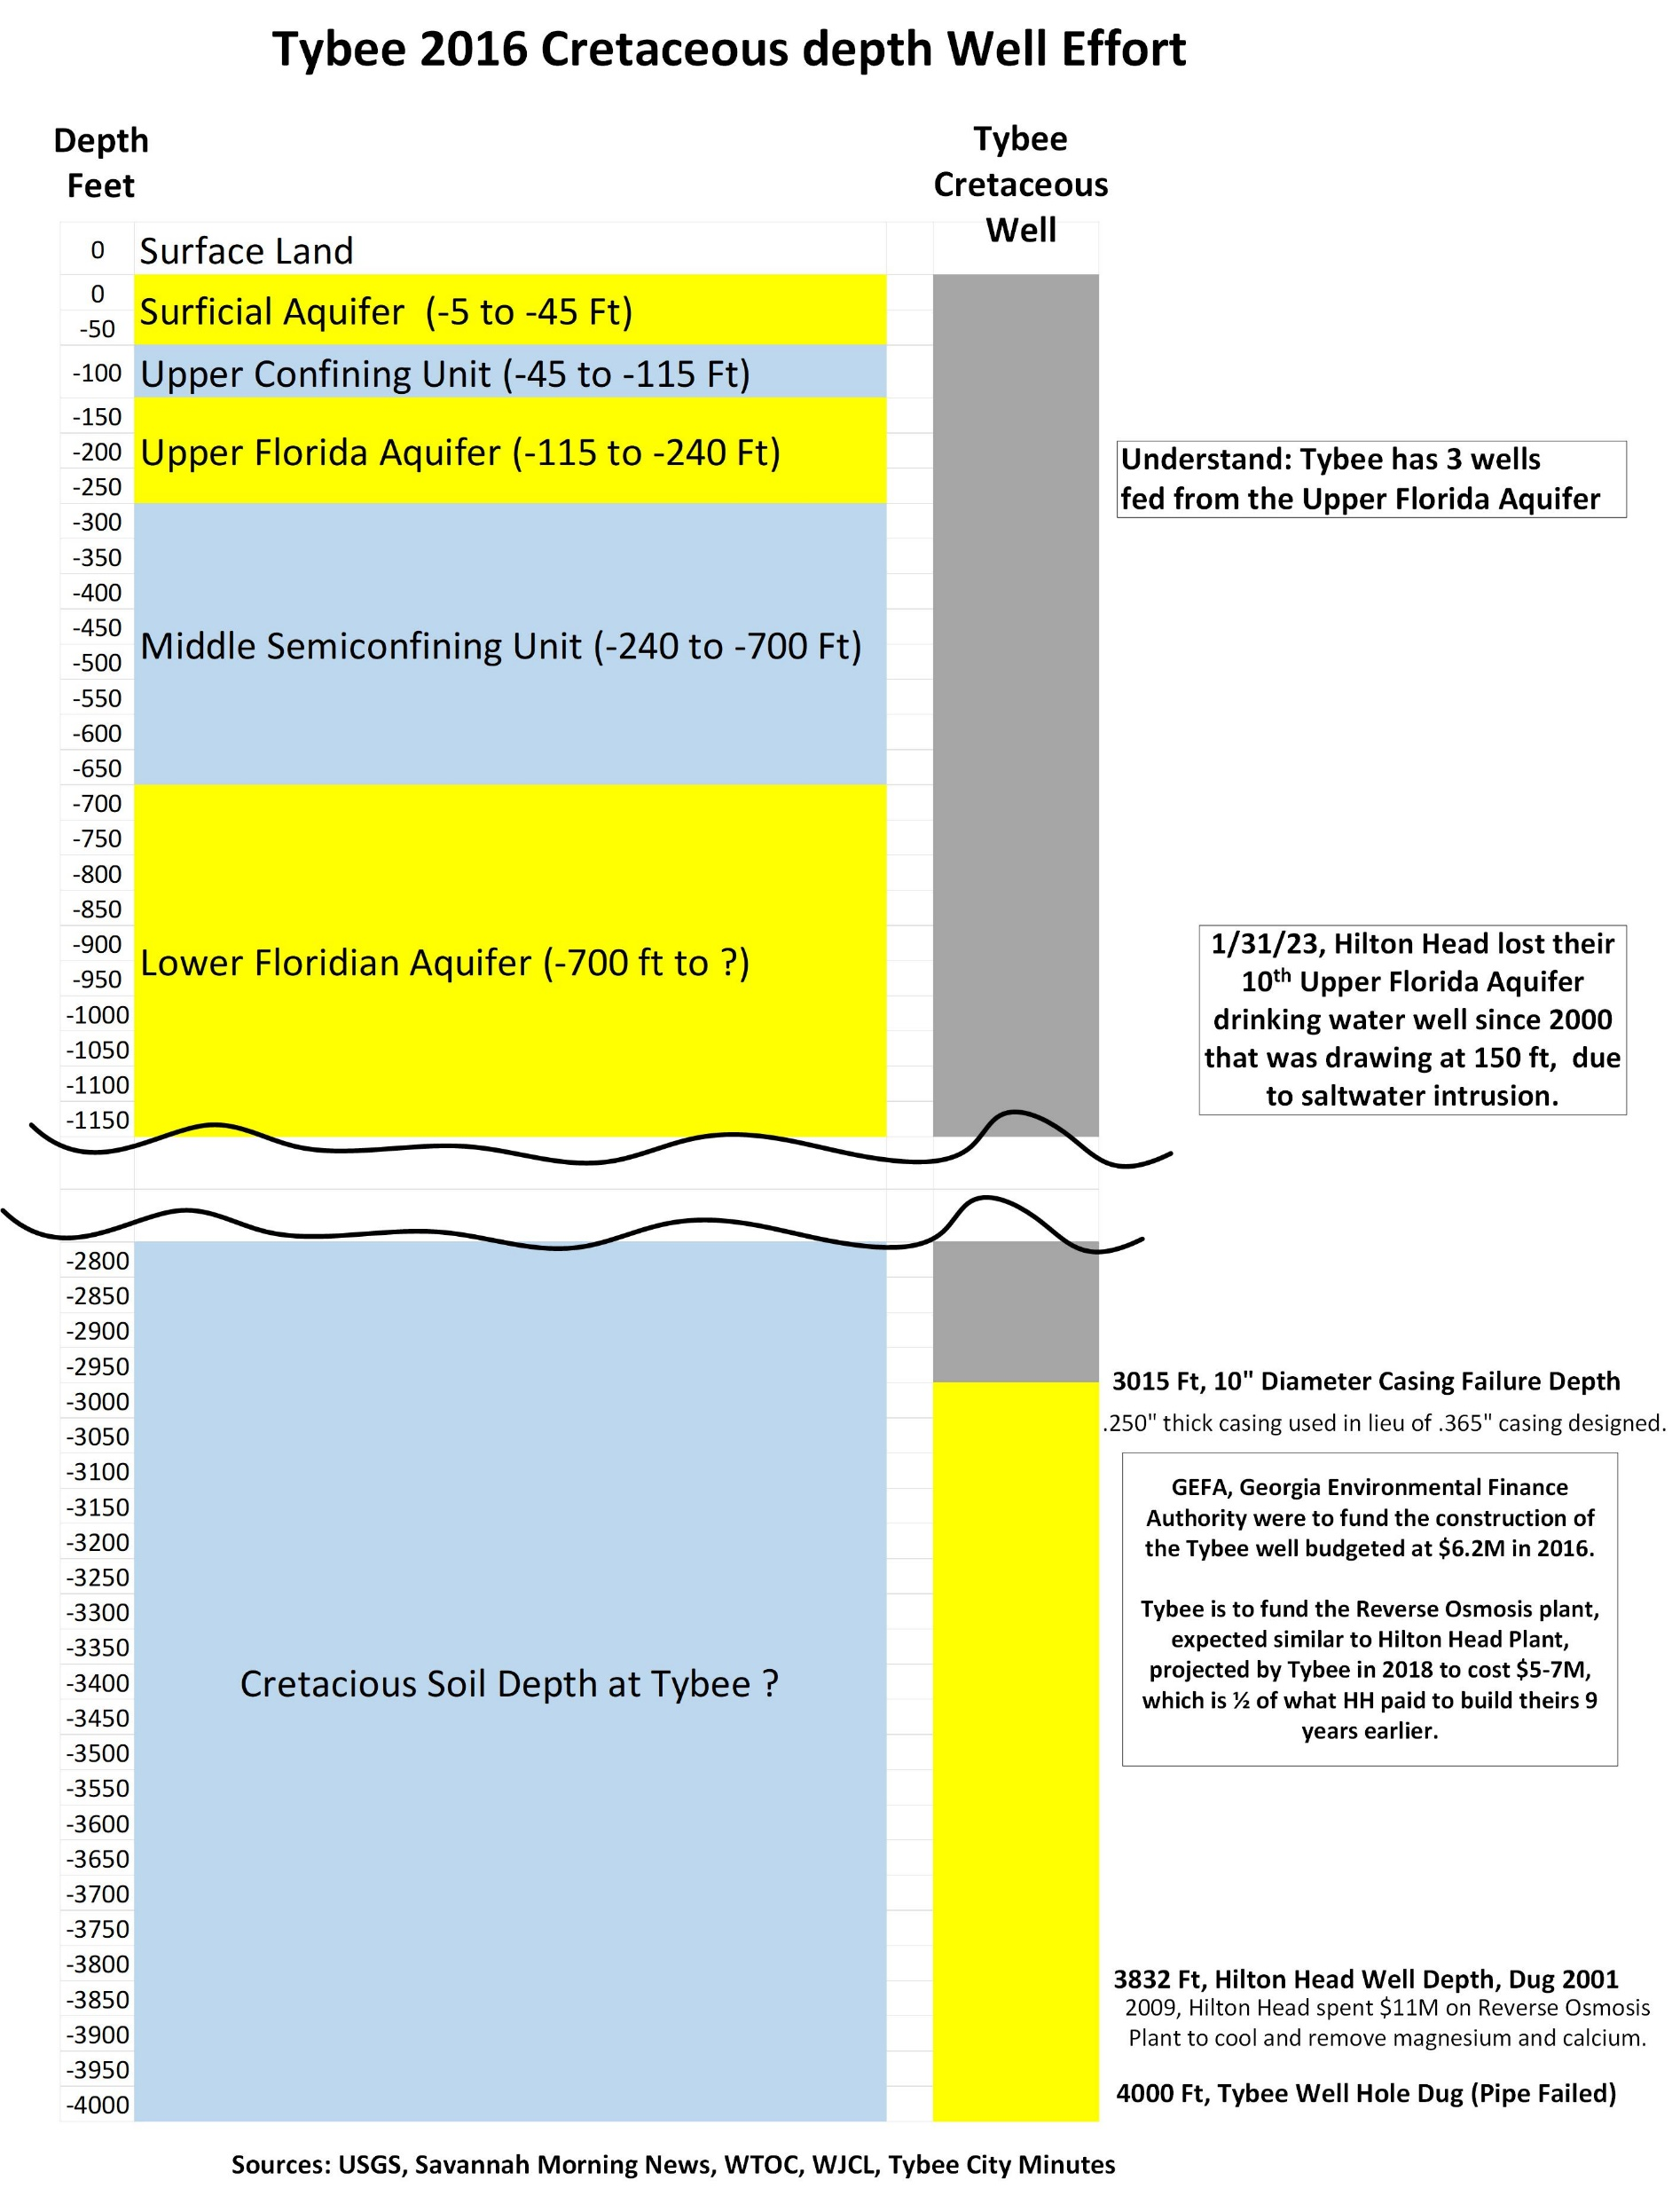 Tybee 2016 Cretaceous depth Well Effort
Depth
Feet
Tybee
Cretaceous
Well
0
Surface Land
0
-50
Surficial Aquifer (-5 to -45 Ft)
-100
Upper Confining Unit (-45 to -115 Ft)
-150
-200
-250
Upper Florida Aquifer (-115 to -240 Ft)
Understand: Tybee has 3 wells
fed from the Upper Florida Aquifer
-300
-350
-400
-450
-500
-550
-600
-650
Middle Semiconfining Unit (-240 to -700 Ft)
-700
-750
-800
-850
-900
-950
-1000
-1050
-1100
-1150
Lower Floridian Aquifer (-700 ft to ?)
1/31/23, Hilton Head lost their
10th Upper Florida Aquifer
drinking water well since 2000
that was drawing at 150 ft, due
to saltwater intrusion.
-2800
-2850
-2900
-2950
-3000
-3050
-3100
-3150
-3200
-3250
-3300
-3350
-3400
-3450
-3500
-3550
-3600
-3650
-3700
-3750
-3800
-3850
-3900
-3950
-4000
Cretacious Soil Depth at Tybee ?
3015 Ft, 10" Diameter Casing Failure Depth
.250" thick casing used in lieu of .365" casing designed.
GEFA, Georgia Environmental Finance
Authority were to fund the construction of
the Tybee well budgeted at $6.2M in 2016.
Tybee is to fund the Reverse Osmosis plant,
expected similar to Hilton Head Plant,
projected by Tybee in 2018 to cost $5-7M,
which is ½ of what HH paid to build theirs 9
years earlier.
3832 Ft, Hilton Head Well Depth, Dug 2001
2009, Hilton Head spent $11M on Reverse Osmosis
Plant to cool and remove magnesium and calcium.
4000 Ft, Tybee Well Hole Dug (Pipe Failed)
Sources: USGS, Savannah Morning News, WTOC, WJCL, Tybee City Minutes